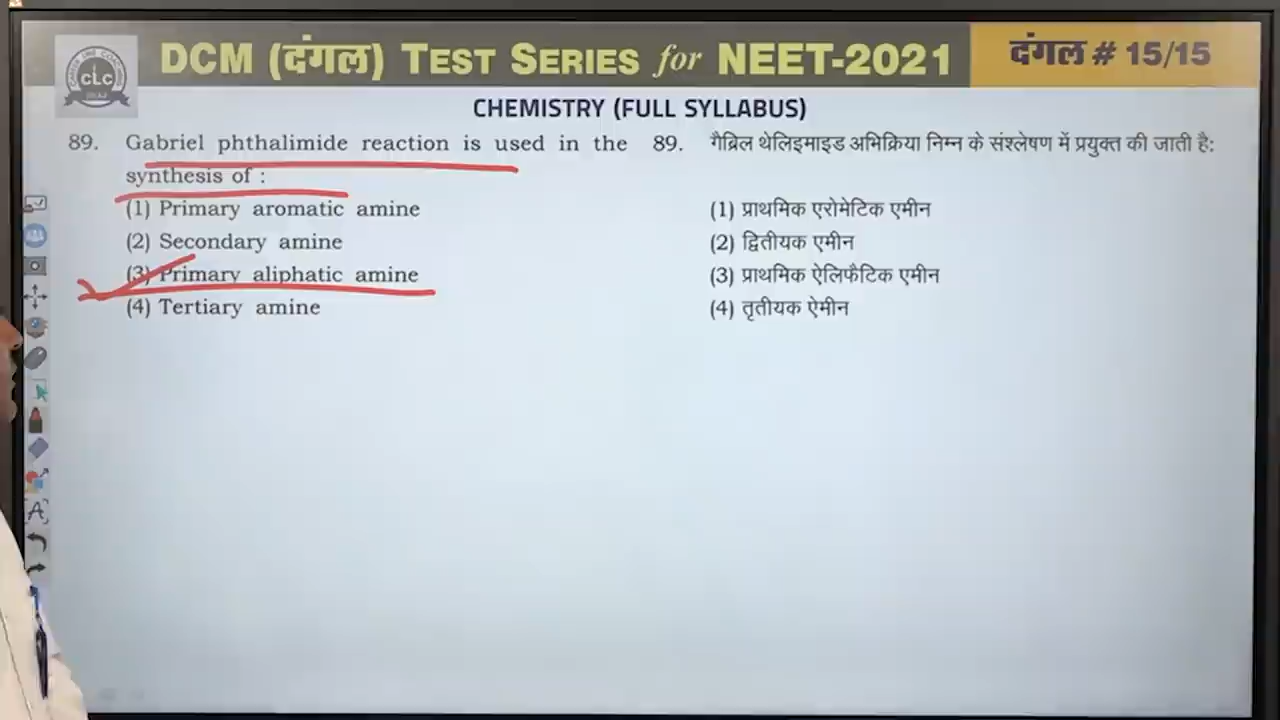 DCM (दंगल) TEST SERIES for NEET-2021
दंगल # 15/15
CLC
CHEMISTRY (FULL SYLLABUS)
89. Gabriel phthalimide reaction is used in the
synthesis of :
(1) Primary aromatic amine
(2) Secondary amine
(3) Primary aliphatic amine
(4) Tertiary amine
89. गैब्रिल थेलिइमाइड अभिक्रिया निम्न के संश्लेषण में प्रयुक्त की जाती है:
(1) प्राथमिक एरोमेटिक एमीन
(2) द्वितीयक एमीन
(3) प्राथमिक ऐलिफैटिक एमीन
(4) तृतीयक ऐमीन
[A]